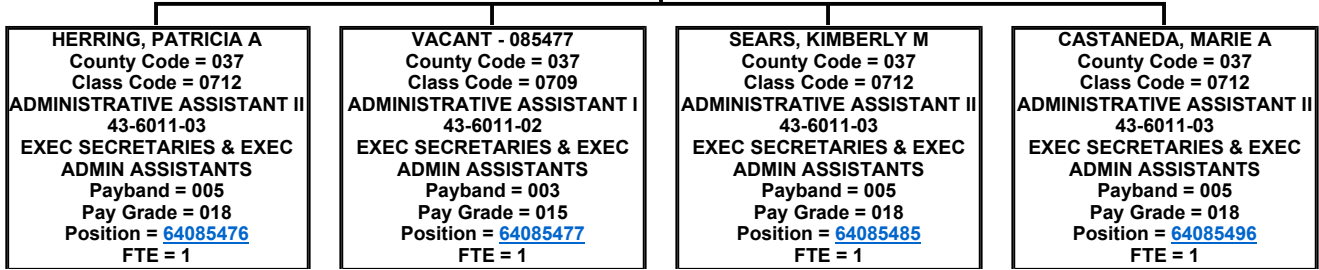 HERRING, PATRICIA A
County Code = 037
Class Code = 0712
ADMINISTRATIVE ASSISTANT II
43-6011-03
EXEC SECRETARIES & EXEC
ADMIN ASSISTANTS
Payband = 005
Pay Grade = 018
Position = 64085476
FTE = 1
VACANT - 085477
County Code = 037
Class Code = 0709
ADMINISTRATIVE ASSISTANT I
43-6011-02
EXEC SECRETARIES & EXEC
ADMIN ASSISTANTS
Payband = 003
Pay Grade = 015
Position = 64085477
FTE = 1
SEARS, KIMBERLY M
County Code = 037
Class Code = 0712
ADMINISTRATIVE ASSISTANT II
43-6011-03
EXEC SECRETARIES & EXEC
ADMIN ASSISTANTS
Payband = 005
Pay Grade = 018
Position = 64085485
FTE = 1
CASTANEDA, MARIE A
County Code = 037
Class Code = 0712
ADMINISTRATIVE ASSISTANT II
43-6011-03
EXEC SECRETARIES & EXEC
ADMIN ASSISTANTS
Payband = 005
Pay Grade = 018
Position = 64085496
FTE = 1